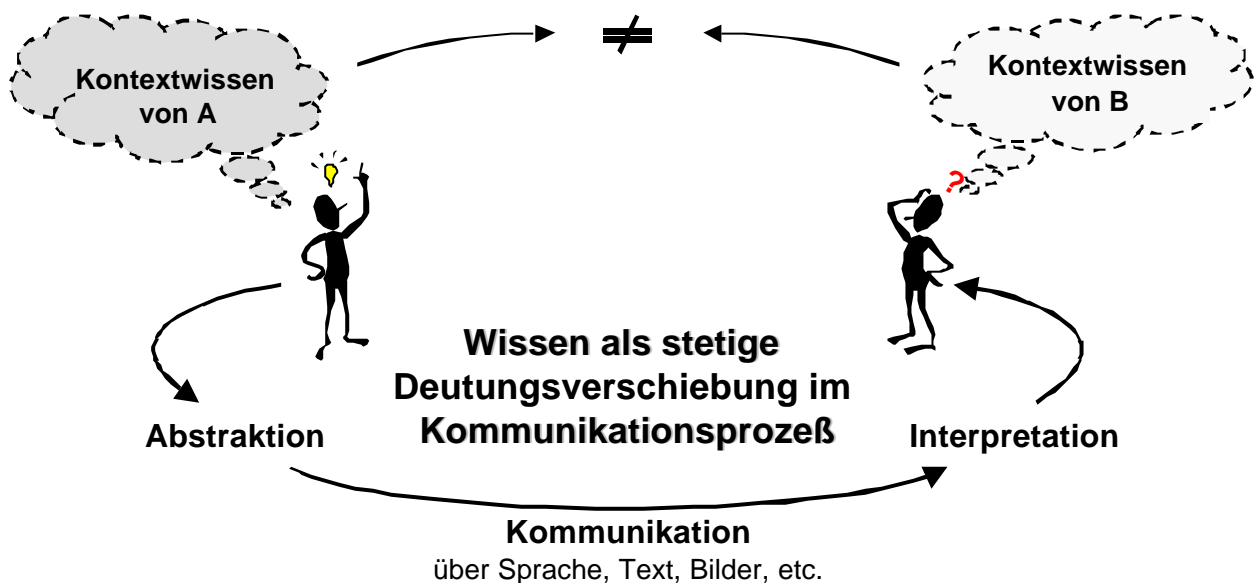 Kontextwissen
von A
≠
Kontextwissen
von B
?
Wissen als stetige
Deutungsverschiebung im
Kommunikationsprozeß
Abstraktion
Interpretation
Kommunikation
über Sprache, Text, Bilder, etc.